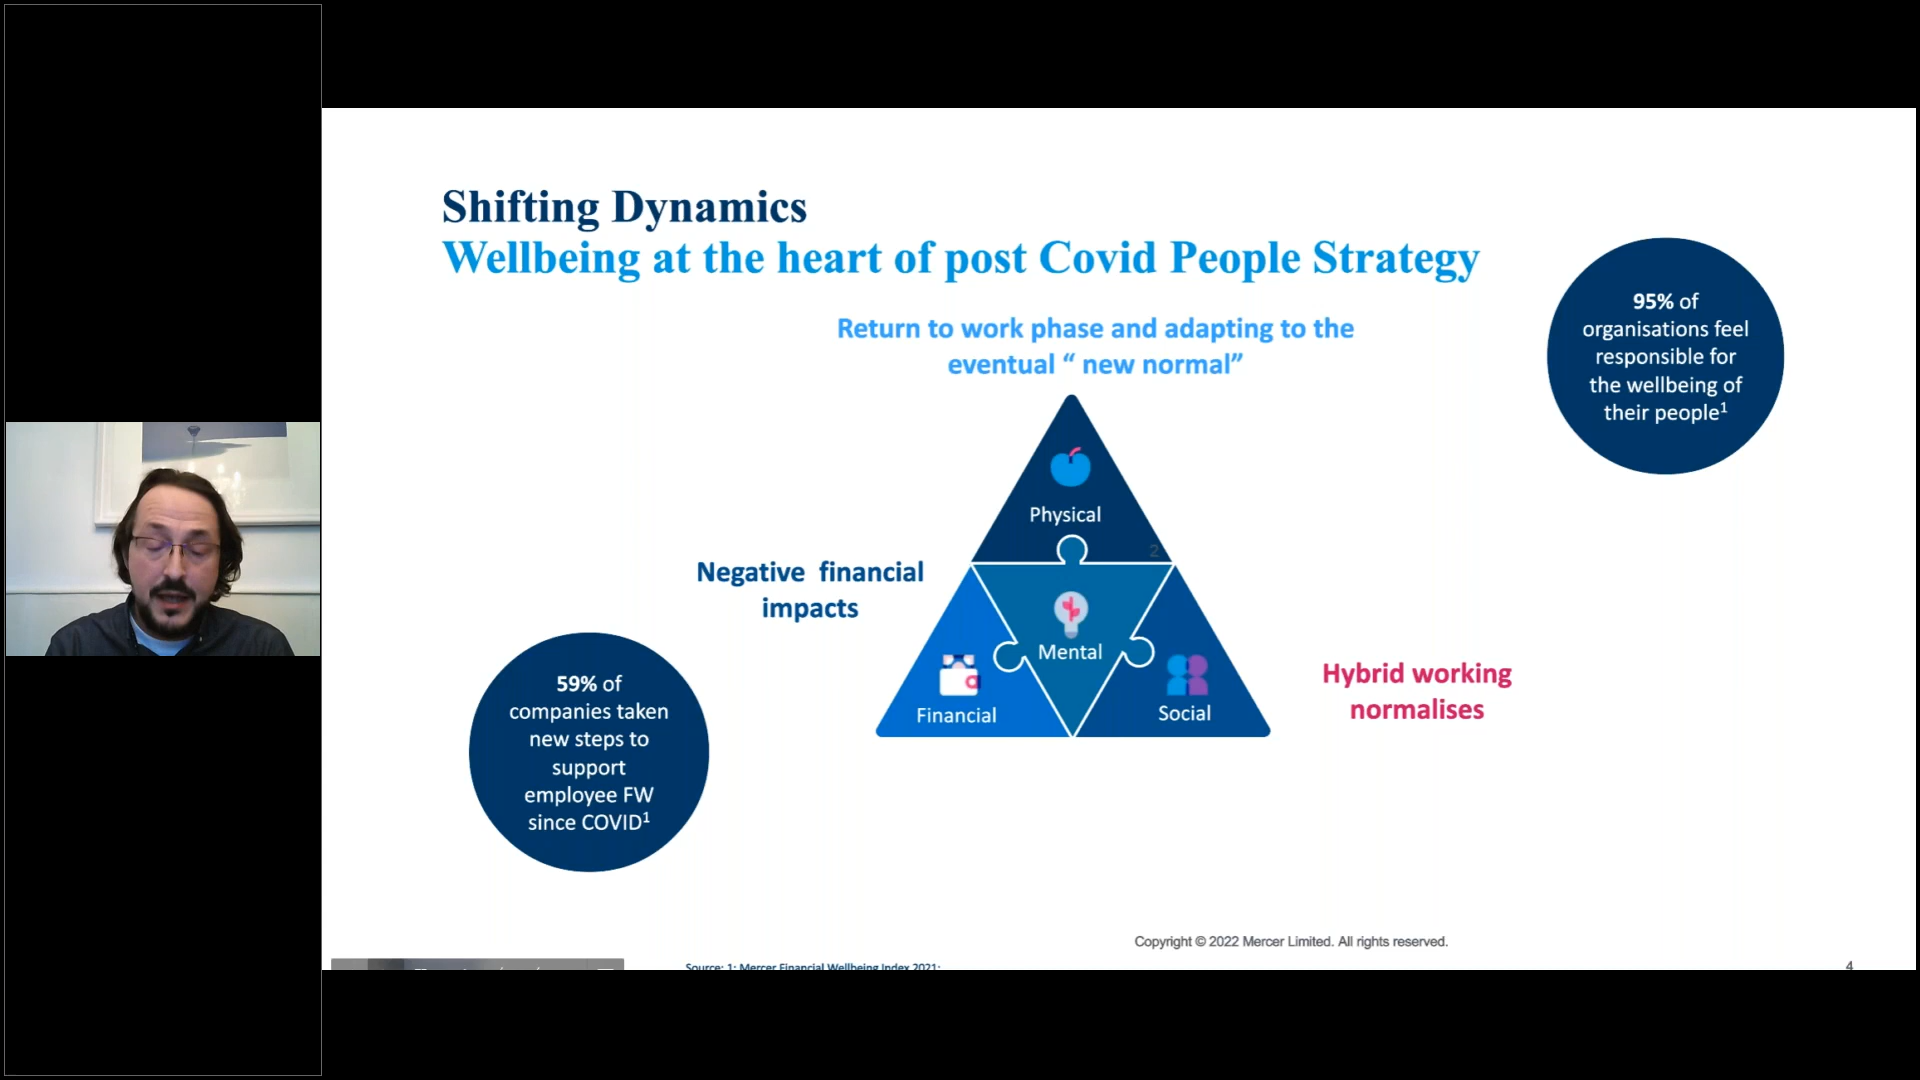 Shifting Dynamics
Wellbeing at the heart of post Covid People Strategy
Return to work phase and adapting to the
eventual “ new normal”
95% of
organisations feel
responsible for
the wellbeing of
their people1
Physical
2
Negative financial
impacts
Mental
Financial
Social
Hybrid working
normalises
59% of
companies taken
new steps to
support
employee FW
since COVID1
Copyright © 2022 Mercer Limited. All rights reserved.
Source: 1: Mercer Financial Wellbeing Index 2021;
4